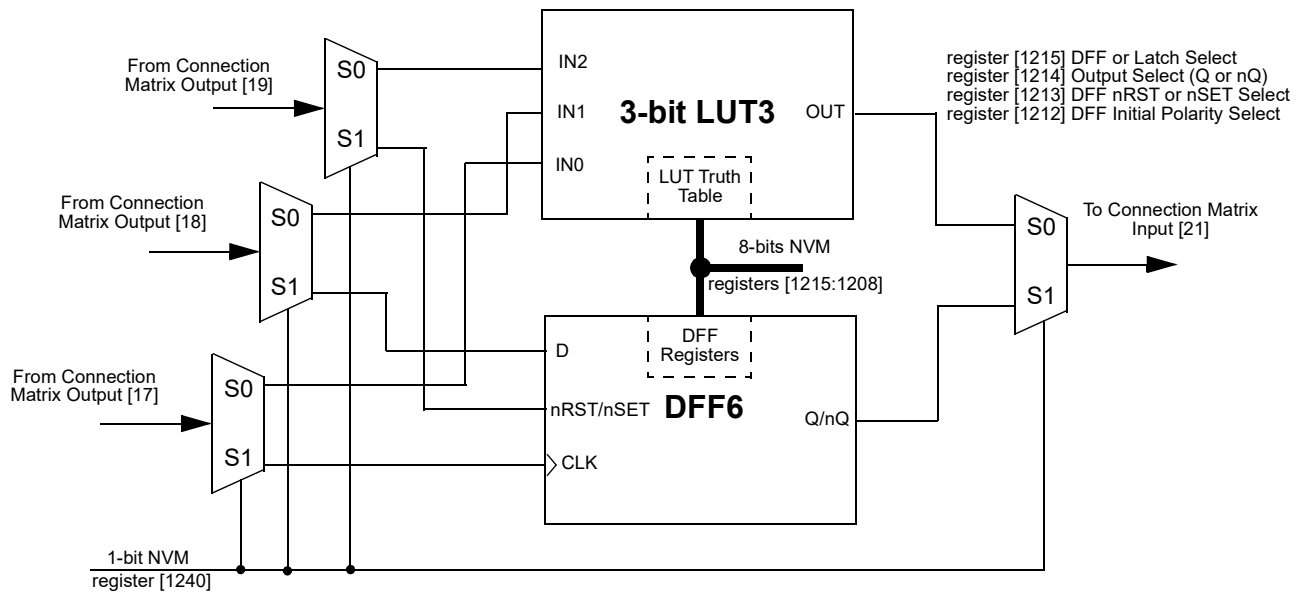 From Connection
Matrix Output [19]
S0
S1
IN2
IN1
IN0
3-bit LUT3
OUT
LUT Truth
Table
register [1215] DFF or Latch Select
register [1214] Output Select (Q or nQ)
register [1213] DFF nRST or nSET Select
register [1212] DFF Initial Polarity Select
From Connection
Matrix Output [18]
S0
S1
8-bits NVM
registers [1215:1208]
S0
S1
To Connection Matrix
Input [21]
From Connection
Matrix Output [17]
S0
S1
D
nRST/nSET
CLK
DFF
Registers
DFF6
Q/nQ
1-bit NVM
register [1240]